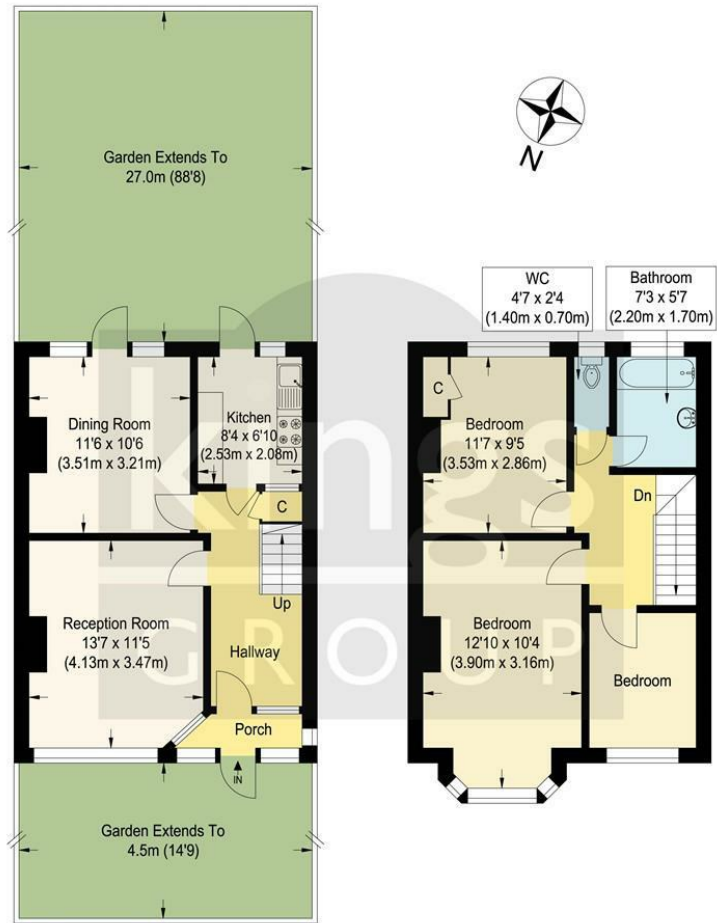 Garden Extends To
27.0m (88'8)
N
WC
4'7 x 2'4
(1.40m x 0.70m)
Bathroom
7'3 x 5'7
(2.20m x 1.70m)
Dining Room
11'6 x 10'6
(3.51m x 3.21m)
Kitchen
8'4 x 6'10
(2.53m x 2.08m)
C
C
Bedroom
11'7 x 9'5
(3.53m x 2.86m)
Dn
kings
GROUP
Up
Reception Room
13'7 x 11'5
(4.13m x 3.47m)
Hallway
Porch
IN
Bedroom
12'10 x 10'4
(3.90m x 3.16m)
Bedroom
Garden Extends To
4.5m (14'9)